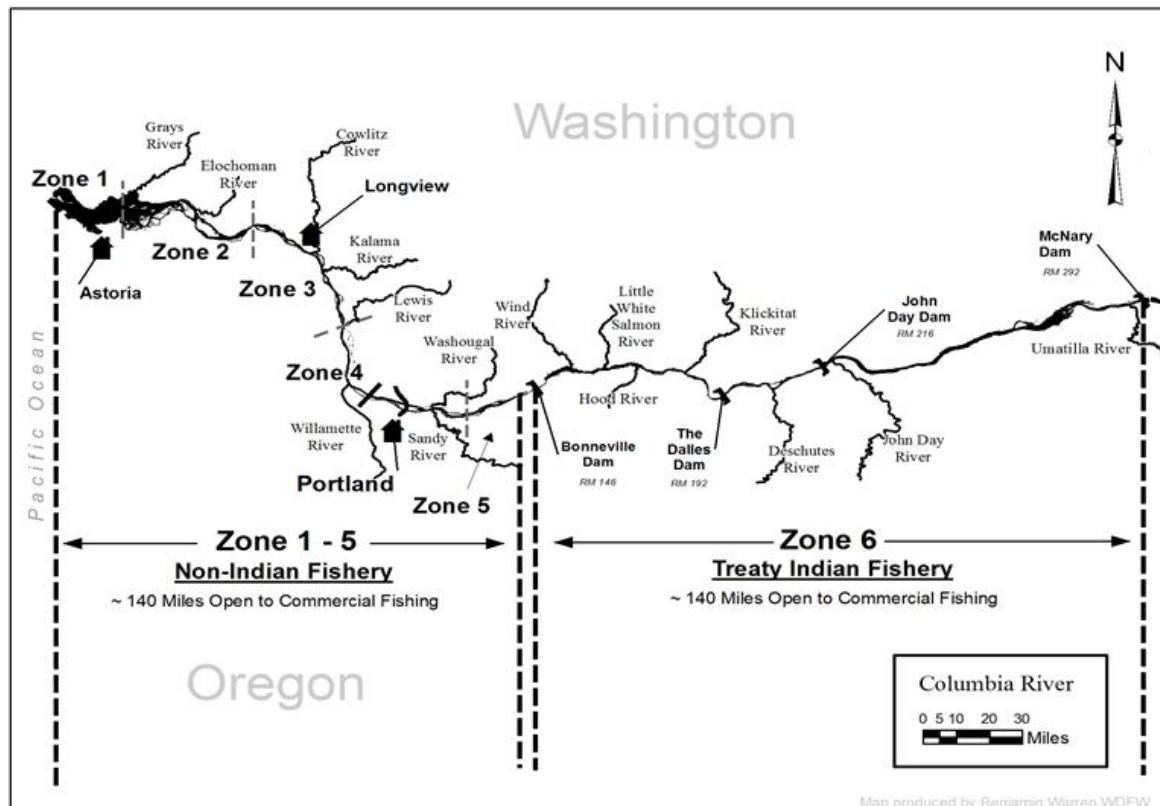 N
Washington
Grays
River
Cowlitz
River
Elochoman
River
Zone 1
Longview
Zone 2
Kalama
River
McNary
Dam
RM 292
Astoria
Zone 3
Lewis
River
Wind
River
Little
White
Salmon
River
Klickitat
River
John
Day Dam
RM 216
Washougal
River
Umatilla River
Pacific Ocean
Zone 4
Hood River
Willamette
River
Sandy
River
Bonneville
Dam
RM 146
The
Dalles
Dam
RM 192
Deschutes
River
John Day
River
Portland
Zone 5
Zone 1 - 5
Non-Indian Fishery
~ 140 Miles Open to Commercial Fishing
Zone 6
Treaty Indian Fishery
~ 140 Miles Open to Commercial Fishing
Oregon
Columbia River
0 5 10 20 30
Miles
Map produced by Benjamin Warren WDFW